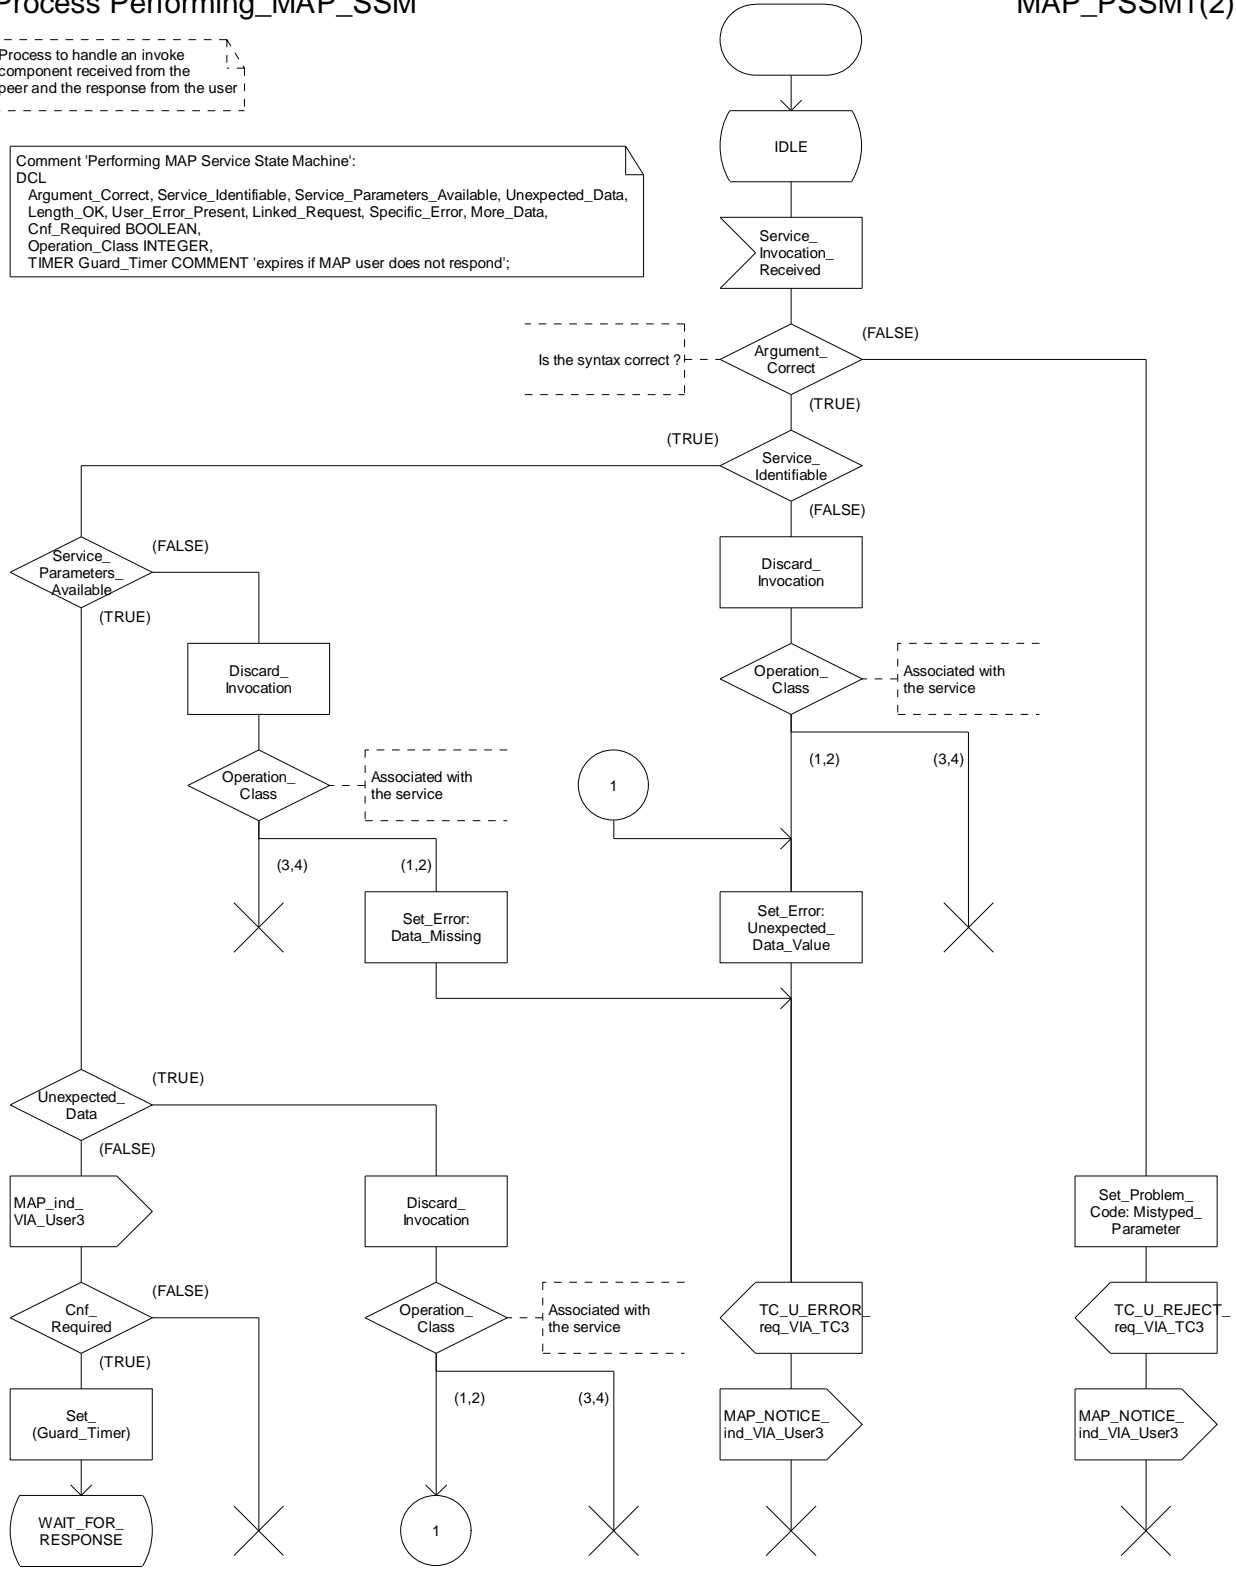 Process Performing_MAP_SSM
MAP_PSSM1(2)
Process to handle an invoke
component received from the
peer and the response from the user
Comment 'Performing MAP Service State Machine':
DCL
Argument_Correct, Service_Identifiable, Service_Parameters_Available, Unexpected_Data,
Length_OK, User_Error_Present, Linked_Request, Specific_Error, More_Data,
Cnf_Required BOOLEAN,
Operation_Class INTEGER,
TIMER Guard_Timer COMMENT 'expires if MAP user does not respond';
IDLE
Service_
Invocation_
Received
Is the syntax correct ?
Argument_
Correct
(FALSE)
(TRUE)
(TRUE)
Service_
Identifiable
(FALSE)
Service_
Parameters_
Available
(FALSE)
(TRUE)
Discard_
Invocation
Discard_
Invocation
Operation_
Class
Associated with
the service
(1,2)
(3,4)
Operation_
Class
Associated with
the service
1
(3,4)
(1,2)
Set_Error:
Data_Missing
Set_Error:
Unexpected_
Data_Value
Unexpected_
Data
(TRUE)
(FALSE)
MAP_ind_
VIA_User3
Discard_
Invocation
Set_Problem_
Code: Mistyped_
Parameter
Cnf_
Required
(FALSE)
(TRUE)
Operation_
Class
Associated with
the service
(1,2)
(3,4)
TC_U_ERROR_
req_VIA_TC3
TC_U_REJECT_
req_VIA_TC3
Set_
(Guard_Timer)
MAP_NOTICE_
ind_VIA_User3
MAP_NOTICE_
ind_VIA_User3
WAIT_FOR_
RESPONSE
1